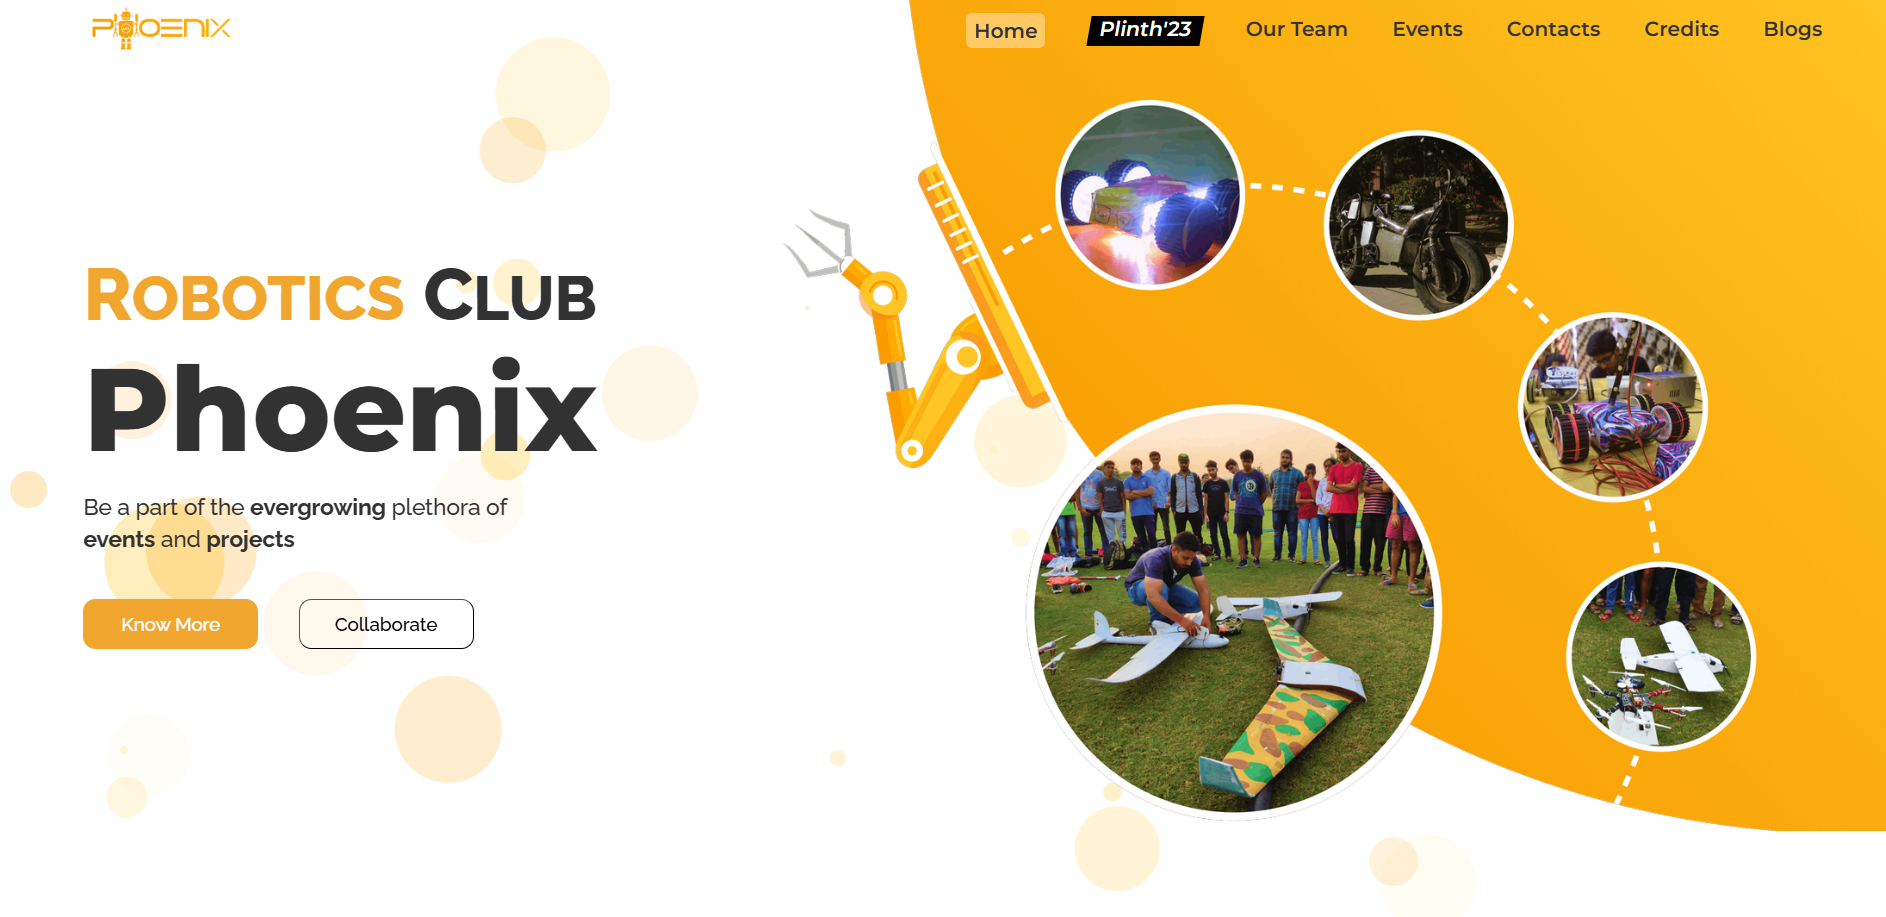 PHOENIX
Home
Plinth'23
Our Team
Events
Contacts
Credits
Blogs
Robotics Club
Phoenix
Be a part of the evergrowing plethora of
events and projects
Know More
Collaborate